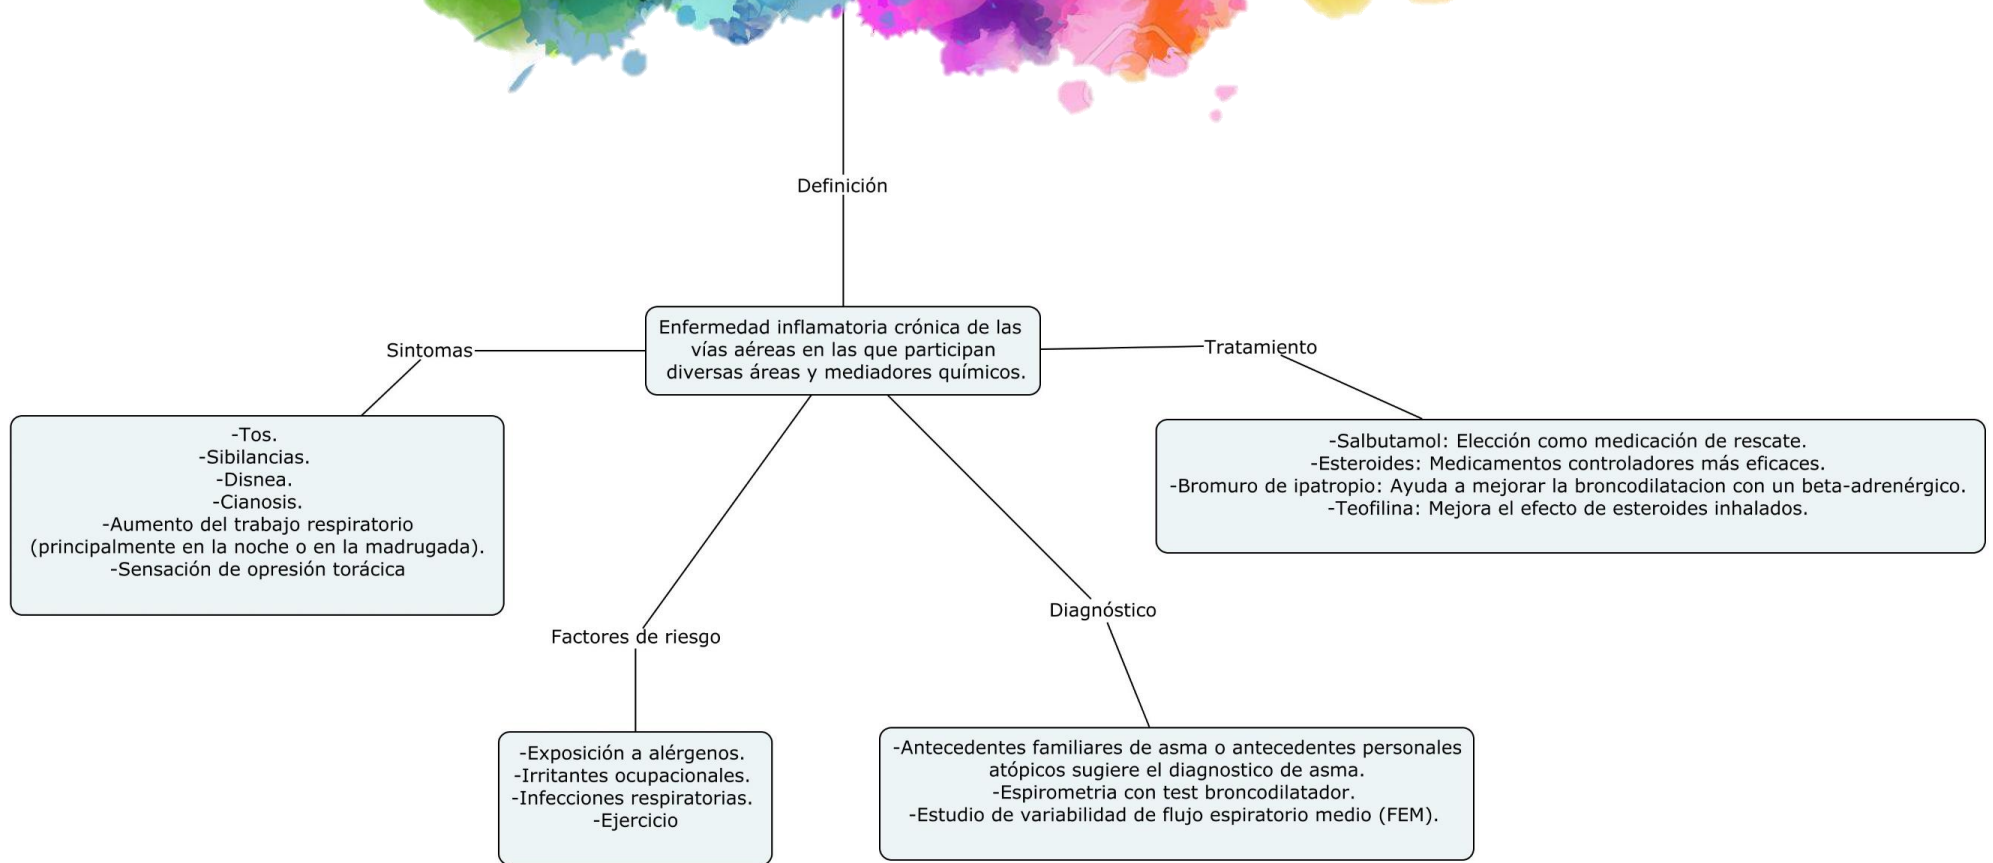 Definición
Enfermedad inflamatoria crónica de las
vías aéreas en las que participan
diversas áreas y mediadores químicos.
Sintomas
-Tos.
-Sibilancias.
-Disnea.
-Cianosis.
-Aumento del trabajo respiratorio
(principalmente en la noche o en la madrugada).
-Sensación de opresión torácica
Factores de riesgo
-Exposición a alérgenos.
-Irritantes ocupacionales.
-Infecciones respiratorias.
-Ejercicio
Diagnóstico
-Antecedentes familiares de asma o antecedentes personales
atópicos sugiere el diagnostico de asma.
-Espirometria con test broncodilatador.
-Estudio de variabilidad de flujo espiratorio medio (FEM).
Tratamiento
-Salbutamol: Elección como medicación de rescate.
-Esteroides: Medicamentos controladores más eficaces.
-Bromuro de ipatropio: Ayuda a mejorar la broncodilatacion con un beta-adrenérgico.
-Teofilina: Mejora el efecto de esteroides inhalados.